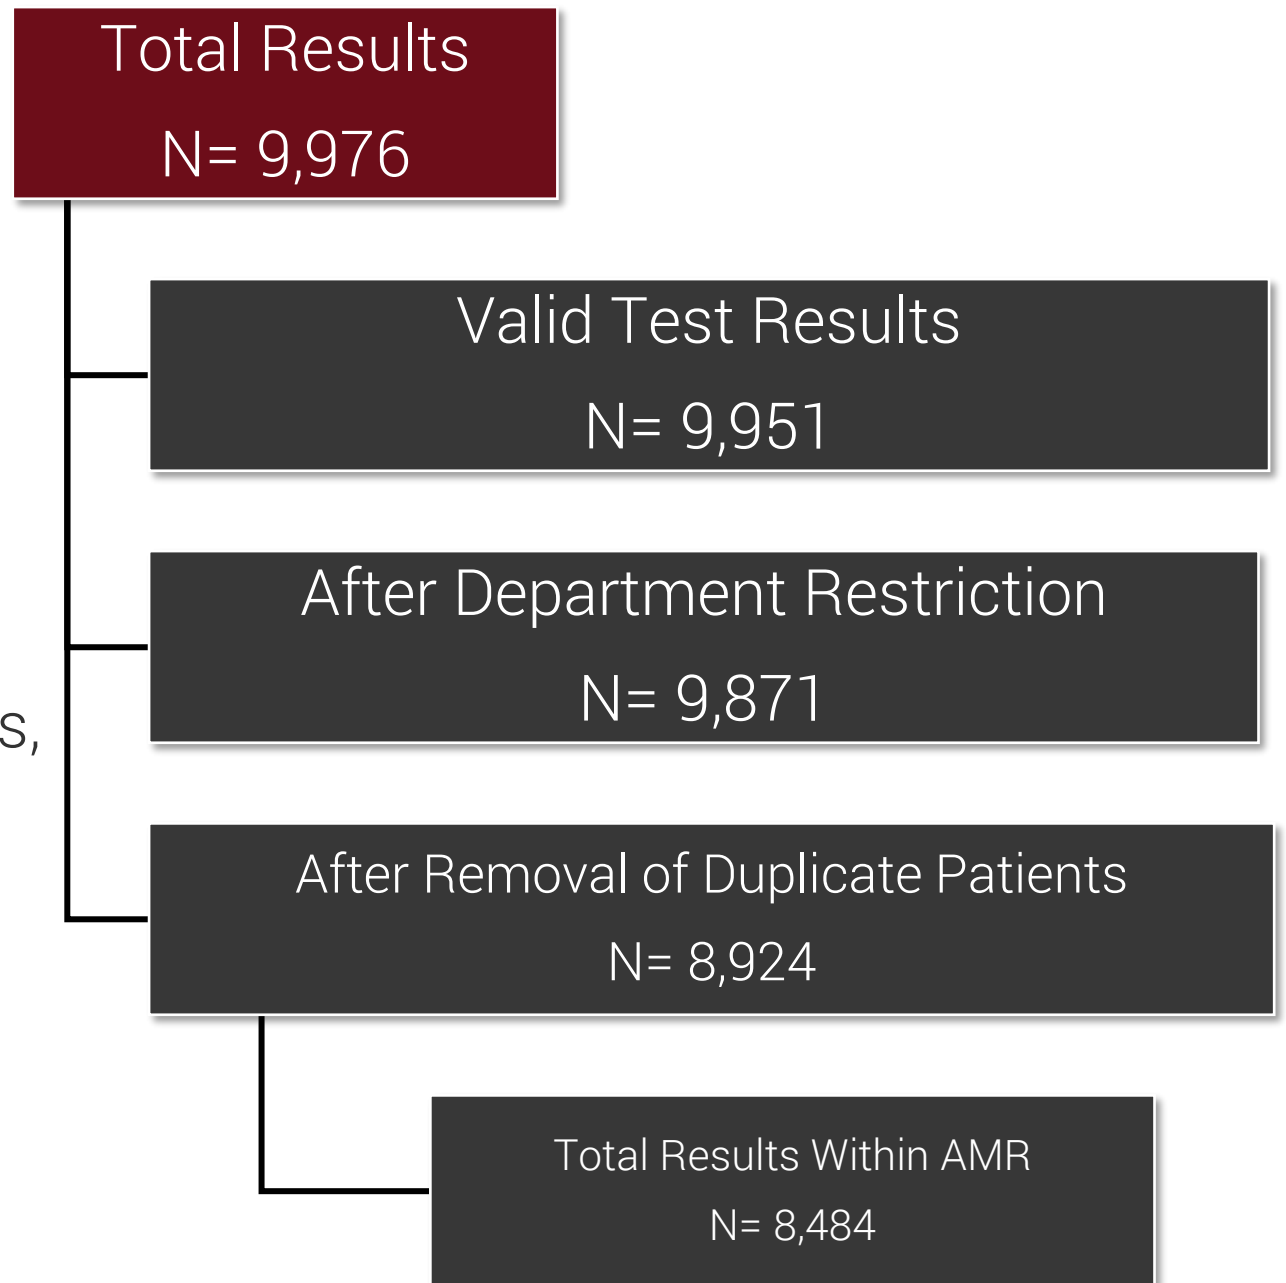 Total Results
N= 9,976
Valid Test Results
N= 9,951
After Department Restriction
N= 9,871
s,
After Removal of Duplicate Patients
N= 8,924
Total Results Within AMR
N= 8,484